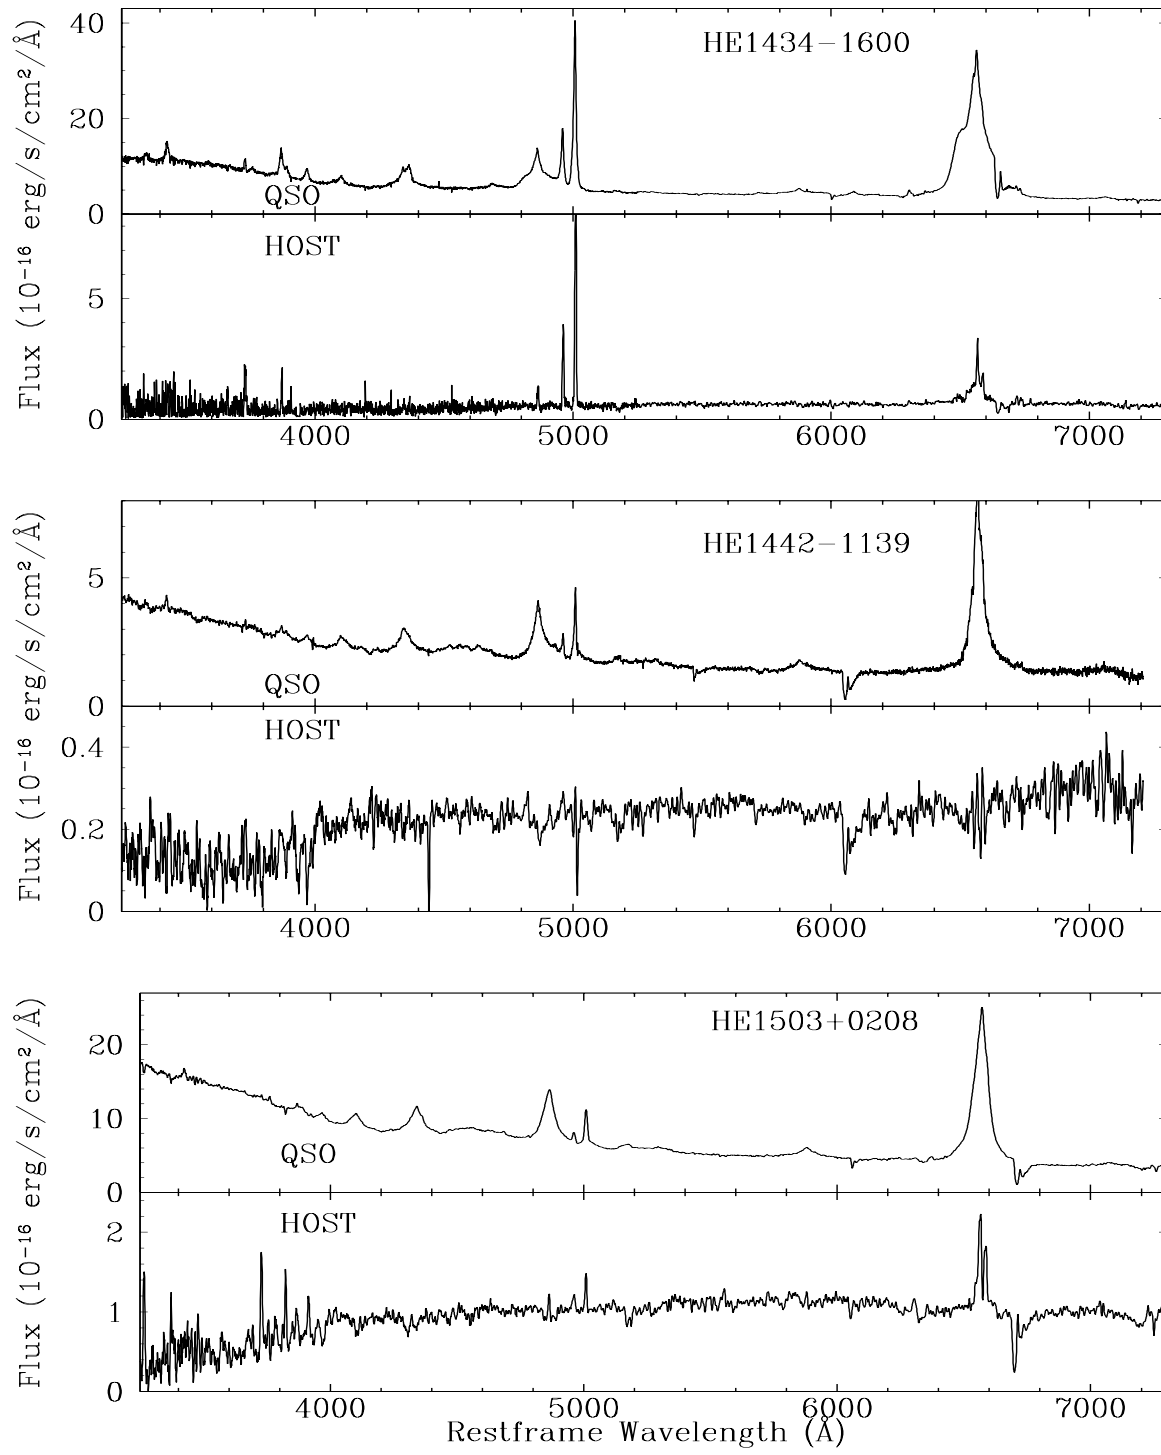 HE1434−1600
40
20
0
QSO
HOST
5
0
Flux (10⁻¹⁶ erg/s/cm²/Å)
4000 5000 6000 7000
HE1442−1139
5
0
QSO
HOST
0.4
0.2
0
Flux (10⁻¹⁶ erg/s/cm²/Å)
4000 5000 6000 7000
HE1503+0208
20
10
0
QSO
HOST
2
1
0
Flux (10⁻¹⁶ erg/s/cm²/Å)
4000 5000 6000 7000
Restframe Wavelength (Å)